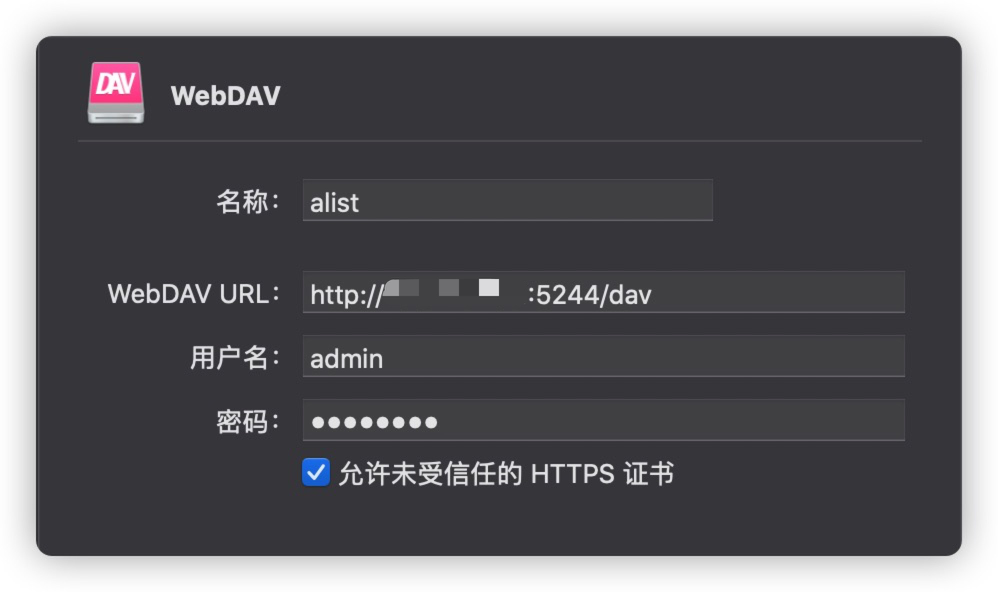 DAV
WebDAV
名称： alist
WebDAV URL： http:// :5244/dav
用户名： admin
密码： ●●●●●●●●
允许未受信任的 HTTPS 证书